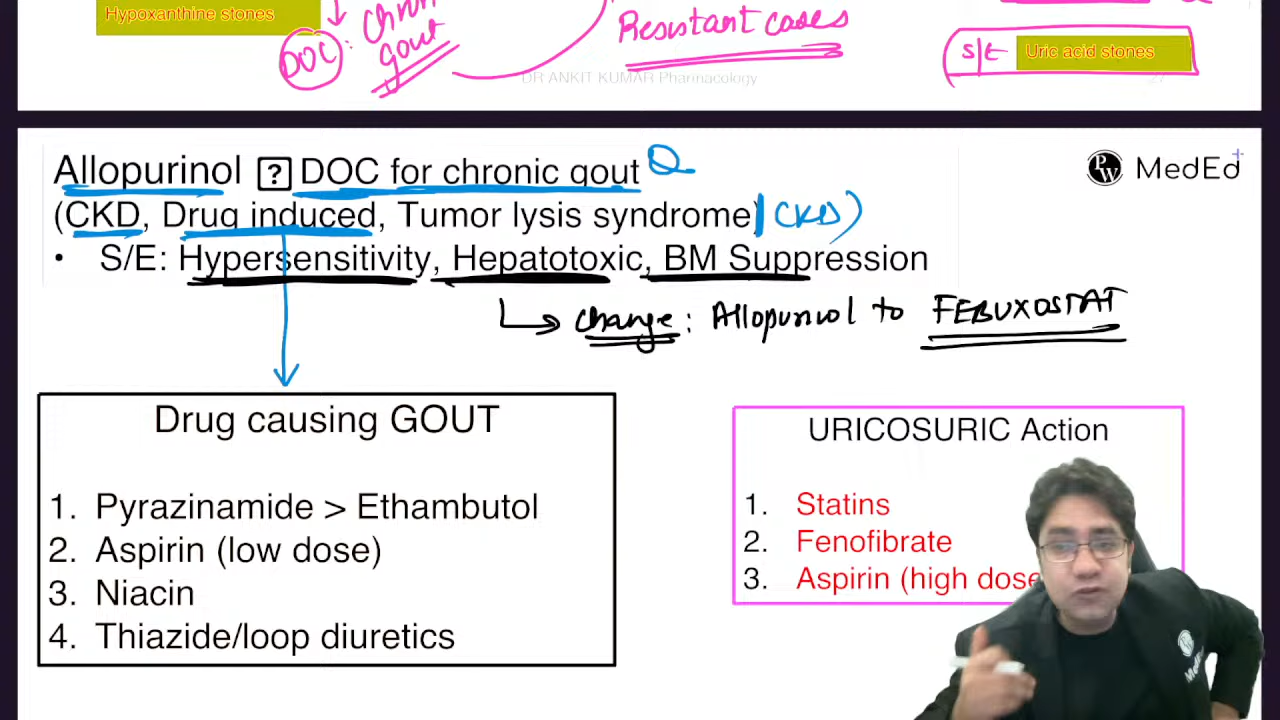 Hypoxanthine stones
DOC : chron
gout
Resistant cases
S/E Uric acid stones
DR ANKIT KUMAR Pharmacology
27
Allopurinol ? DOC for chronic gout Q
PW MedEd
(CKD, Drug induced, Tumor lysis syndrome) CKD)
• S/E: Hypersensitivity, Hepatotoxic, BM Suppression
Change : Allopurinol to FEBUXOSTAT
Drug causing GOUT
1. Pyrazinamide > Ethambutol
2. Aspirin (low dose)
3. Niacin
4. Thiazide/loop diuretics
URICOSURIC Action
1. Statins
2. Fenofibrate
3. Aspirin (high dose